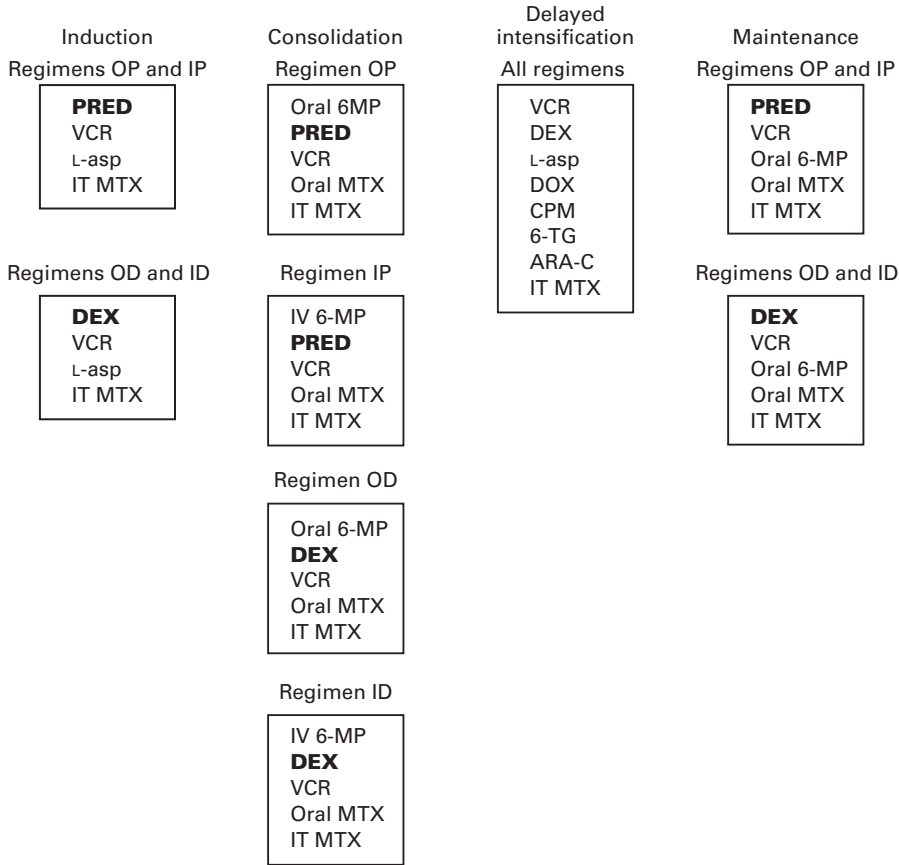 Induction
Regimens OP and IP
PRED
VCR
L-asp
IT MTX
Regimens OD and ID
DEX
VCR
L-asp
IT MTX
Consolidation
Regimen OP
Oral 6MP
PRED
VCR
Oral MTX
IT MTX
Regimen IP
IV 6-MP
PRED
VCR
Oral MTX
IT MTX
Regimen OD
Oral 6-MP
DEX
VCR
Oral MTX
IT MTX
Regimen ID
IV 6-MP
DEX
VCR
Oral MTX
IT MTX
Delayed
intensification
All regimens
VCR
DEX
L-asp
DOX
CPM
6-TG
ARA-C
IT MTX
Maintenance
Regimens OP and IP
PRED
VCR
Oral 6-MP
Oral MTX
IT MTX
Regimens OD and ID
DEX
VCR
Oral 6-MP
Oral MTX
IT MTX